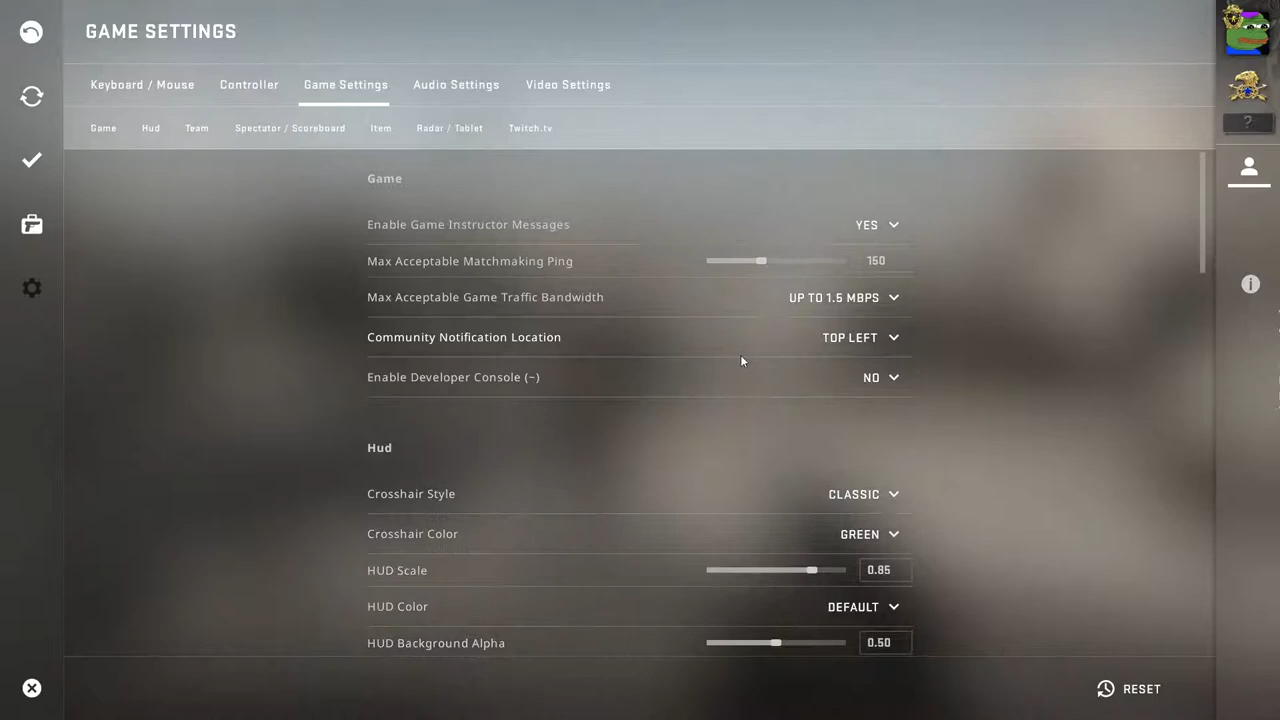 GAME SETTINGS
Keyboard / Mouse Controller Game Settings Audio Settings Video Settings
Game Hud Team Spectator / Scoreboard Item Radar / Tablet Twitch.tv
?
Game
Enable Game Instructor Messages YES
Max Acceptable Matchmaking Ping 150
Max Acceptable Game Traffic Bandwidth UP TO 1.5 MBPS
Community Notification Location TOP LEFT
Enable Developer Console (~) NO
Hud
Crosshair Style CLASSIC
Crosshair Color GREEN
HUD Scale 0.85
HUD Color DEFAULT
HUD Background Alpha 0.50
RESET